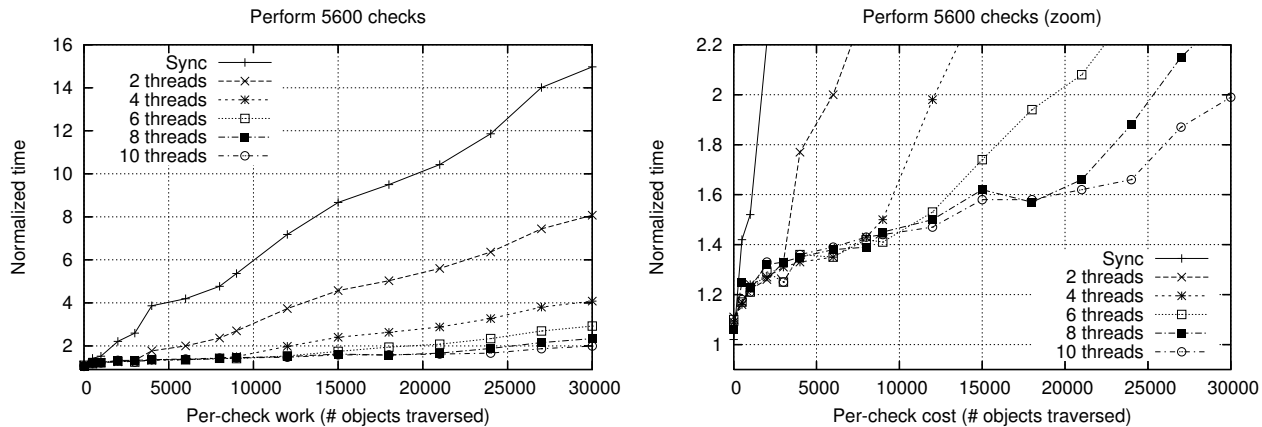 Perform 5600 checks
16
14
12
10
8
6
4
2
Normalized time
Sync
2 threads
4 threads
6 threads
8 threads
10 threads
0 5000 10000 15000 20000 25000 30000
Per-check work (# objects traversed)
Perform 5600 checks (zoom)
2.2
2
1.8
1.6
1.4
1.2
1
Normalized time
Sync
2 threads
4 threads
6 threads
8 threads
10 threads
0 5000 10000 15000 20000 25000 30000
Per-check cost (# objects traversed)